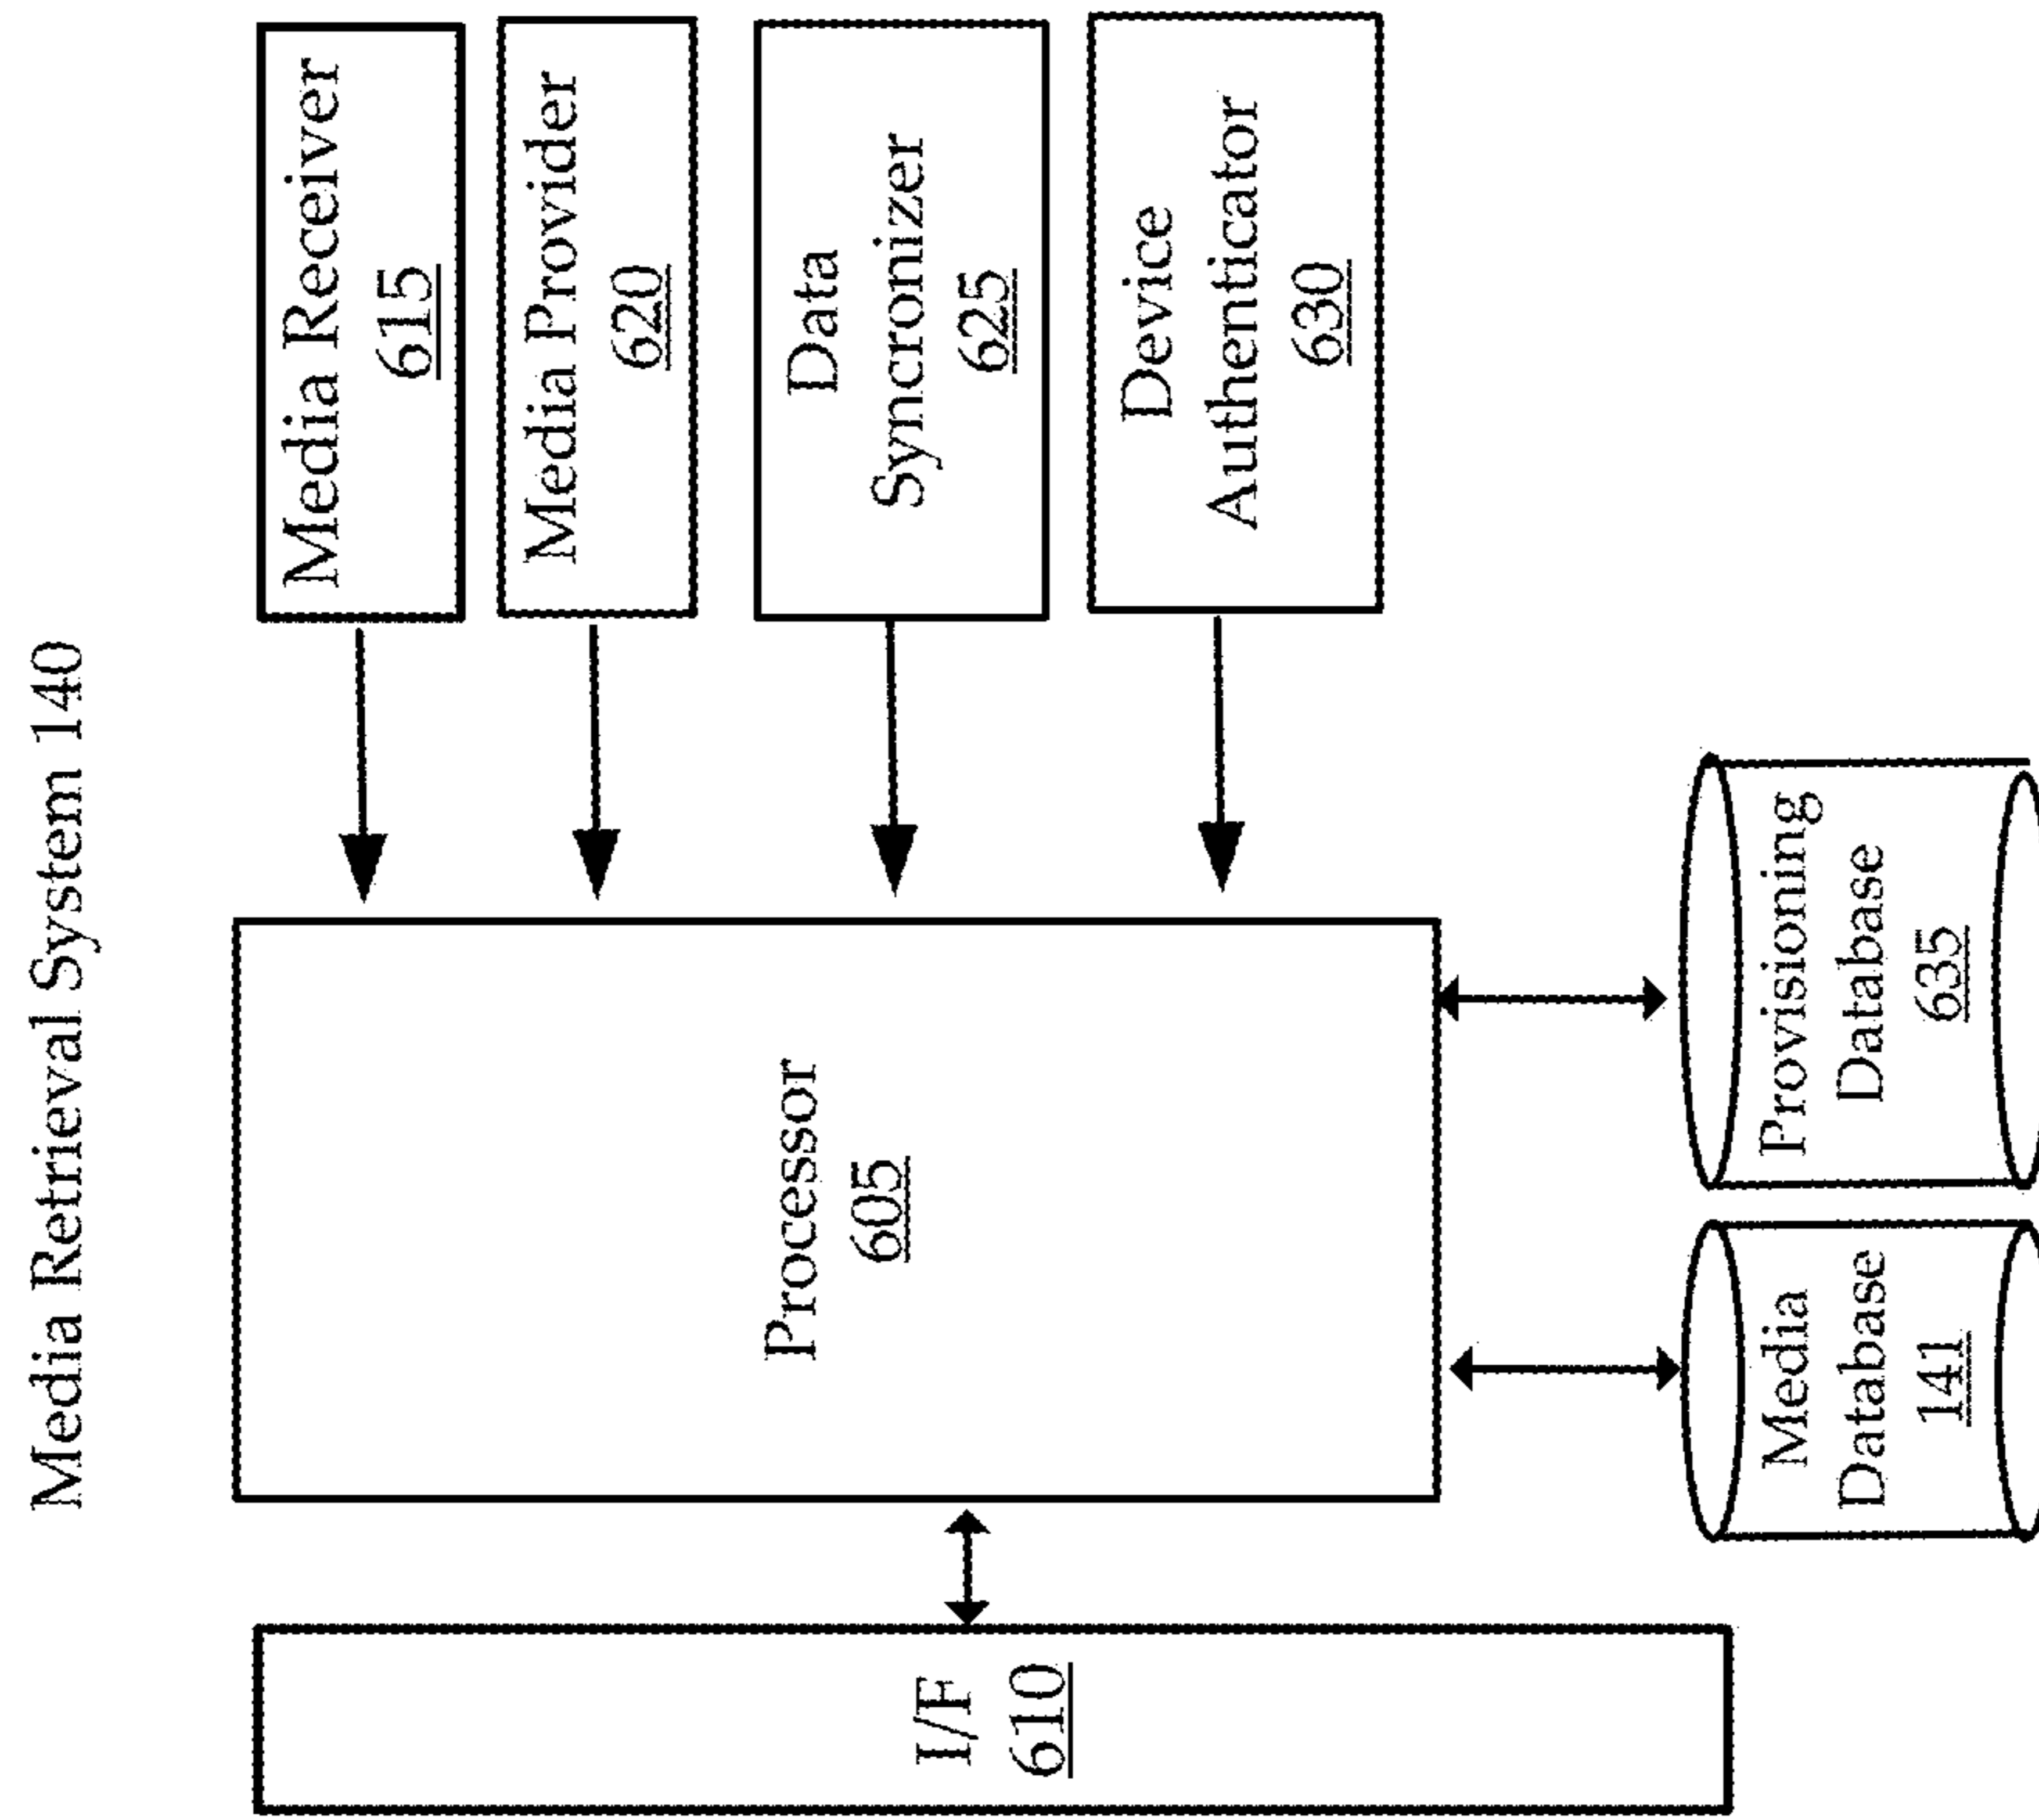 Media Retrieval System 140
I/F
610
Processor
605
Media Receiver
615
Media Provider
620
Data
Syncronizer
625
Device
Authenticator
630
Media
Database
141
Provisioning
Database
635